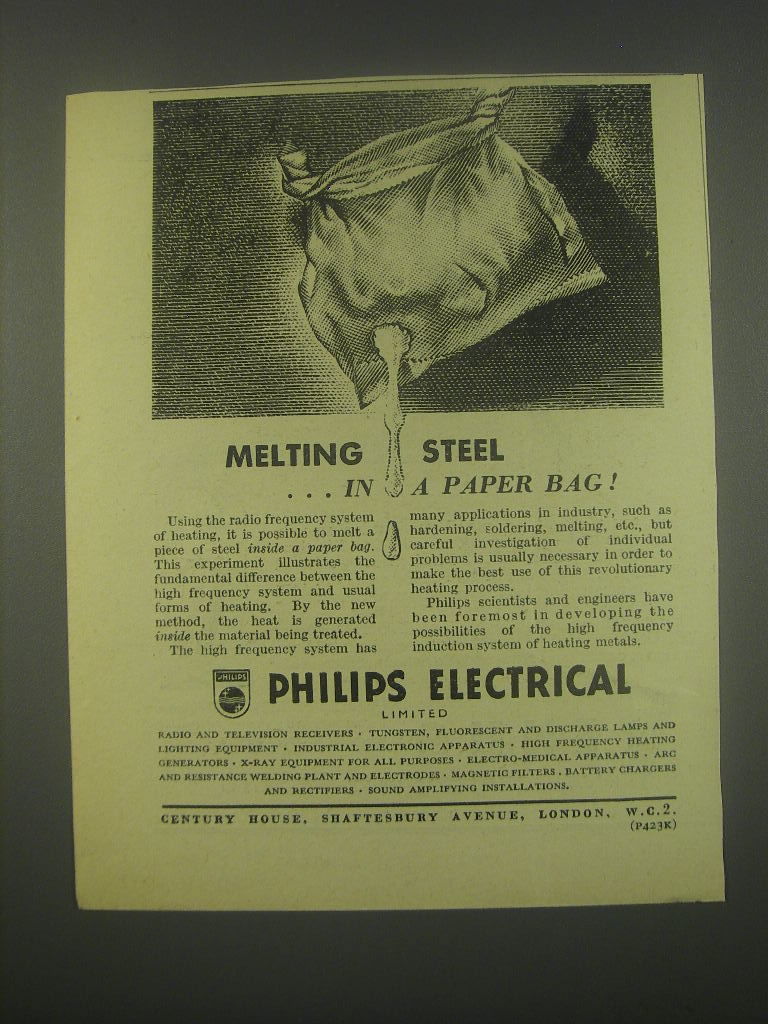 MELTING STEEL
... IN A PAPER BAG!
Using the radio frequency system
of heating, it is possible to melt a
piece of steel inside a paper bag.
This experiment illustrates the
fundamental difference between the
high frequency system and usual
forms of heating. By the new
method, the heat is generated
inside the material being treated.
The high frequency system has
many applications in industry, such as
hardening, soldering, melting, etc., but
careful investigation of individual
problems is usually necessary in order to
make the best use of this revolutionary
heating process.
Philips scientists and engineers have
been foremost in developing the
possibilities of the high frequency
induction system of heating metals.
PHILIPS
PHILIPS ELECTRICAL
LIMITED
RADIO AND TELEVISION RECEIVERS · TUNGSTEN, FLUORESCENT AND DISCHARGE LAMPS AND
LIGHTING EQUIPMENT · INDUSTRIAL ELECTRONIC APPARATUS · HIGH FREQUENCY HEATING
GENERATORS · X-RAY EQUIPMENT FOR ALL PURPOSES · ELECTRO-MEDICAL APPARATUS · ARC
AND RESISTANCE WELDING PLANT AND ELECTRODES · MAGNETIC FILTERS . BATTERY CHARGERS
AND RECTIFIERS · SOUND AMPLIFYING INSTALLATIONS.
CENTURY HOUSE, SHAFTESBURY AVENUE, LONDON, W.C.2.
(P423K)